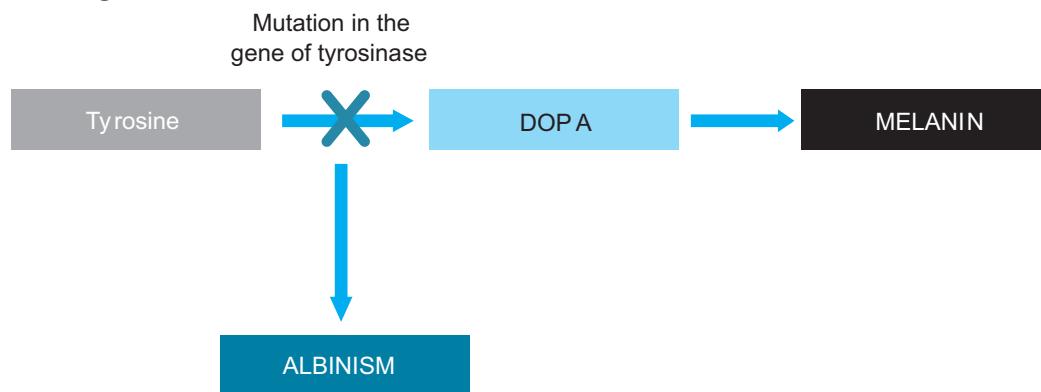 Mutation in the
gene of tyrosinase
Tyrosine
DOPA
MELANIN
ALBINISM